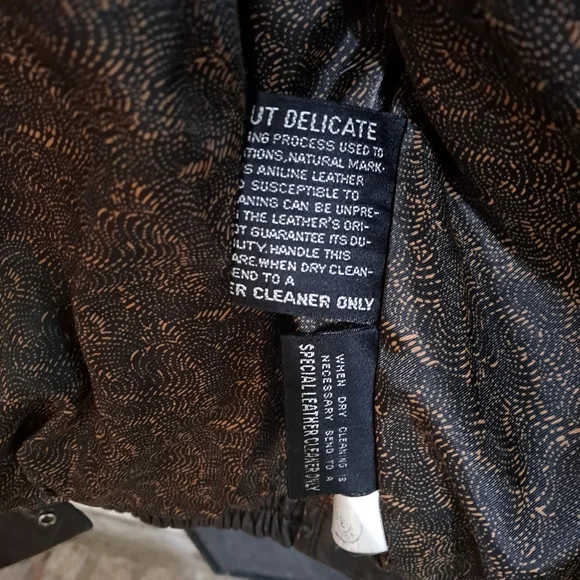 UT DELICATE
ING PROCESS USED TO
TIONS, NATURAL MARK-
S ANILINE LEATHER
SUSCEPTIBLE TO
ANING CAN BE UNPRE-
THE LEATHER'S ORI-
OT GUARANTEE ITS DU-
ILITY. HANDLE THIS
ARE. WHEN DRY CLEAN-
END TO A
ER CLEANER ONLY
WHEN DRY CLEANING IS
NECESSARY SEND TO A
SPECIAL LEATHER CLEANER ONLY